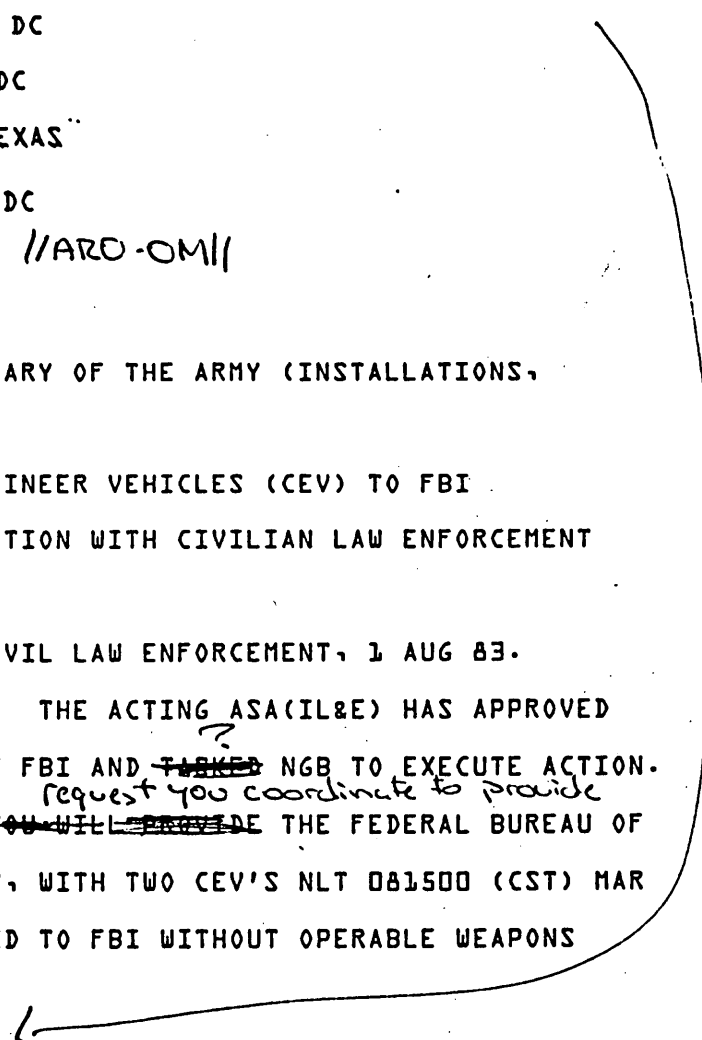 DC
DC
EXAS
DC
//ARO-OM//
ARY OF THE ARMY (INSTALLATIONS,
INEER VEHICLES (CEV) TO FBI
TION WITH CIVILIAN LAW ENFORCEMENT
VIL LAW ENFORCEMENT, 1 AUG 83.
THE ACTING ASA(IL&E) HAS APPROVED
?
FBI AND TASKED NGB TO EXECUTE ACTION.
request you coordinate to provide
OU WILL PROVIDE THE FEDERAL BUREAU OF
, WITH TWO CEV'S NLT 081500 (CST) MAR
D TO FBI WITHOUT OPERABLE WEAPONS